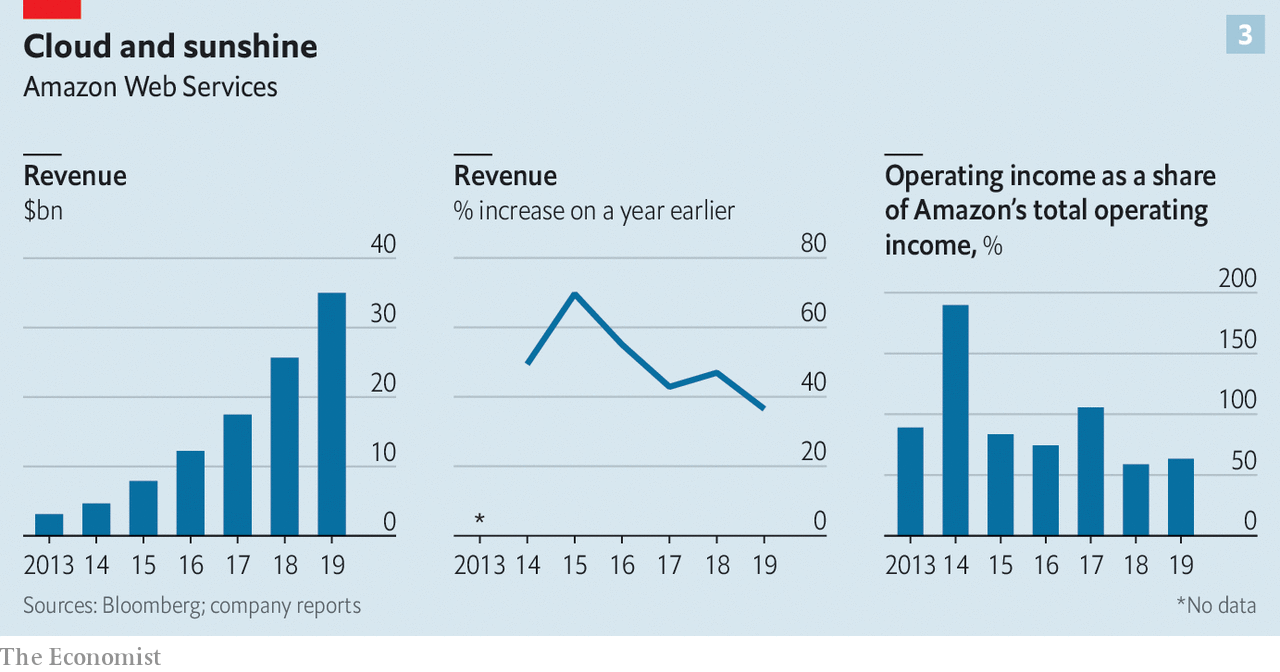 Cloud and sunshine
3
Amazon Web Services
Revenue
$bn
40
30
20
10
0
2013 14 15 16 17 18 19
Revenue
% increase on a year earlier
80
60
40
20
0
*
2013 14 15 16 17 18 19
Operating income as a share
of Amazon's total operating
income, %
200
150
100
50
0
2013 14 15 16 17 18 19
Sources: Bloomberg; company reports
*No data
The Economist